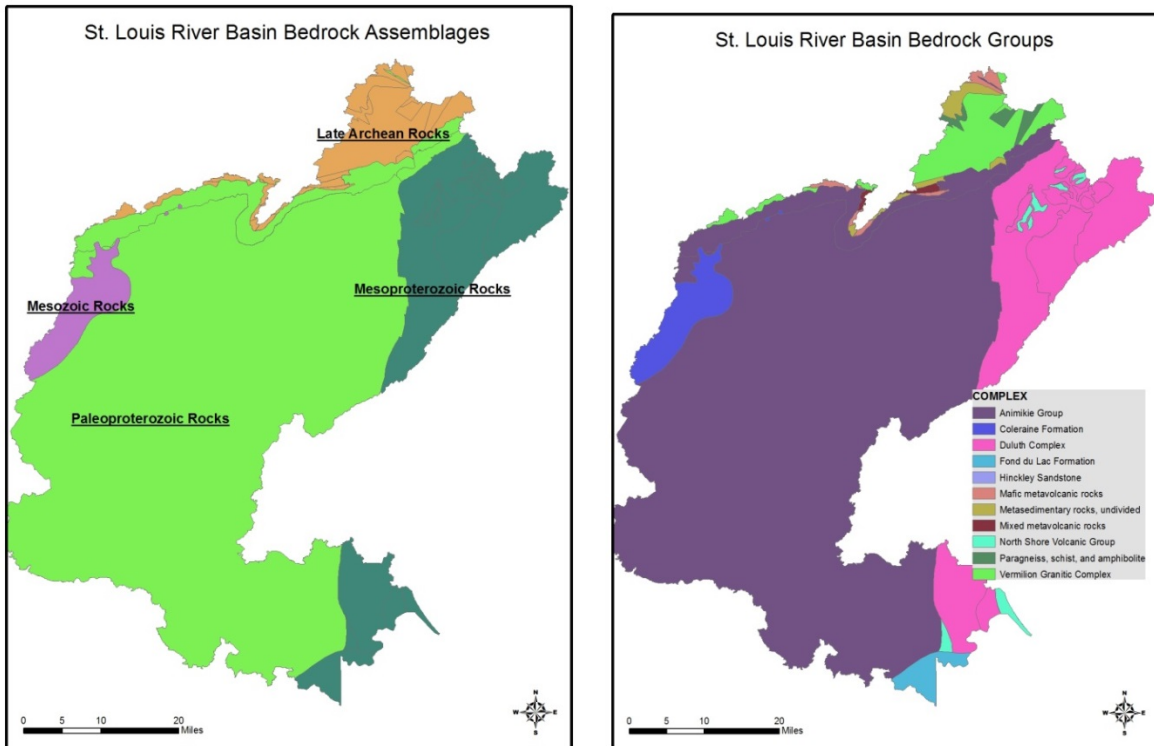 St. Louis River Basin Bedrock Assemblages
Late Archean Rocks
Mesoproterozoic Rocks
Mesozoic Rocks
Paleoproterozoic Rocks
0 5 10 20
Miles
N
W E
S
St. Louis River Basin Bedrock Groups
COMPLEX
Animikie Group
Coleraine Formation
Duluth Complex
Fond du Lac Formation
Hinckley Sandstone
Mafic metavolcanic rocks
Metasedimentary rocks, undivided
Mixed metavolcanic rocks
North Shore Volcanic Group
Paragneiss, schist, and amphibolite
Vermilion Granitic Complex
0 5 10 20
Miles
N
W E
S